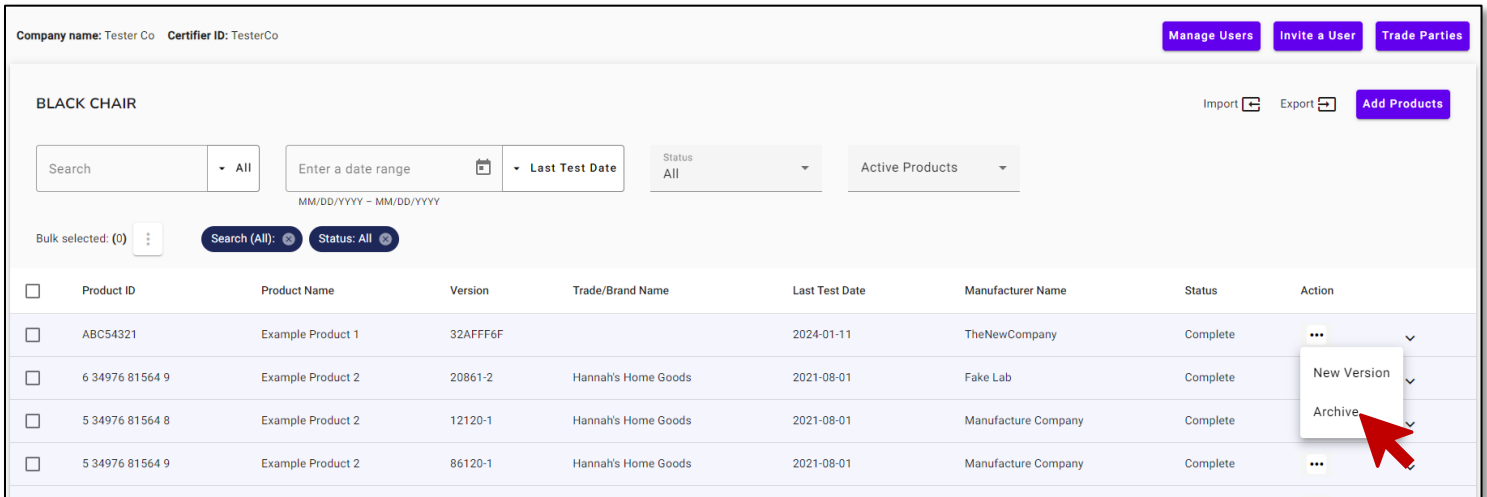 Company name: Tester Co Certifier ID: TesterCo Manage Users Invite a User Trade Parties
BLACK CHAIR Import Export Add Products
Search All Enter a date range Last Test Date Status All Active Products
MM/DD/YYYY – MM/DD/YYYY
Bulk selected: (0) Search (All): Status: All
Product ID Product Name Version Trade/Brand Name Last Test Date Manufacturer Name Status Action
ABC54321 Example Product 1 32AFFF6F 2024-01-11 TheNewCompany Complete
6 34976 81564 9 Example Product 2 20861-2 Hannah's Home Goods 2021-08-01 Fake Lab Complete
New Version
5 34976 81564 8 Example Product 2 12120-1 Hannah's Home Goods 2021-08-01 Manufacture Company Complete
Archive
5 34976 81564 9 Example Product 2 86120-1 Hannah's Home Goods 2021-08-01 Manufacture Company Complete